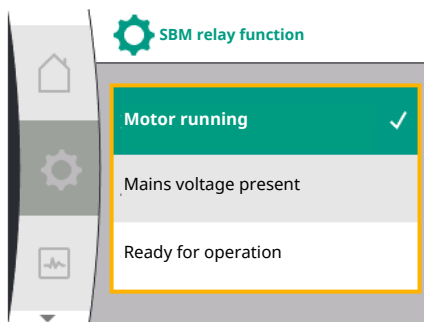 SBM relay function
Motor running
Mains voltage present
Ready for operation